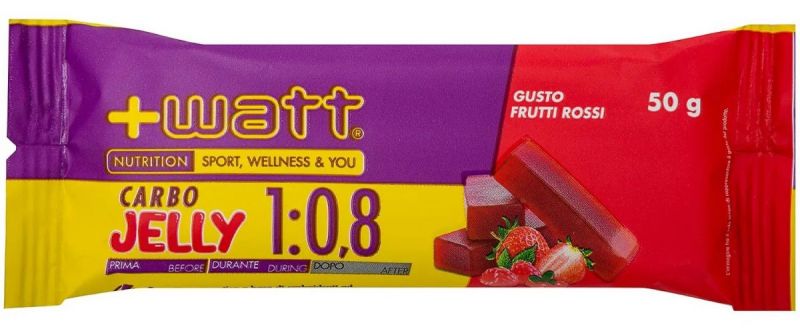 +watt®
NUTRITION SPORT, WELLNESS & YOU
CARBO
JELLY
1:0,8
PRIMA BEFORE DURANTE DURING DOPO AFTER
GUSTO
FRUTTI ROSSI
50 g